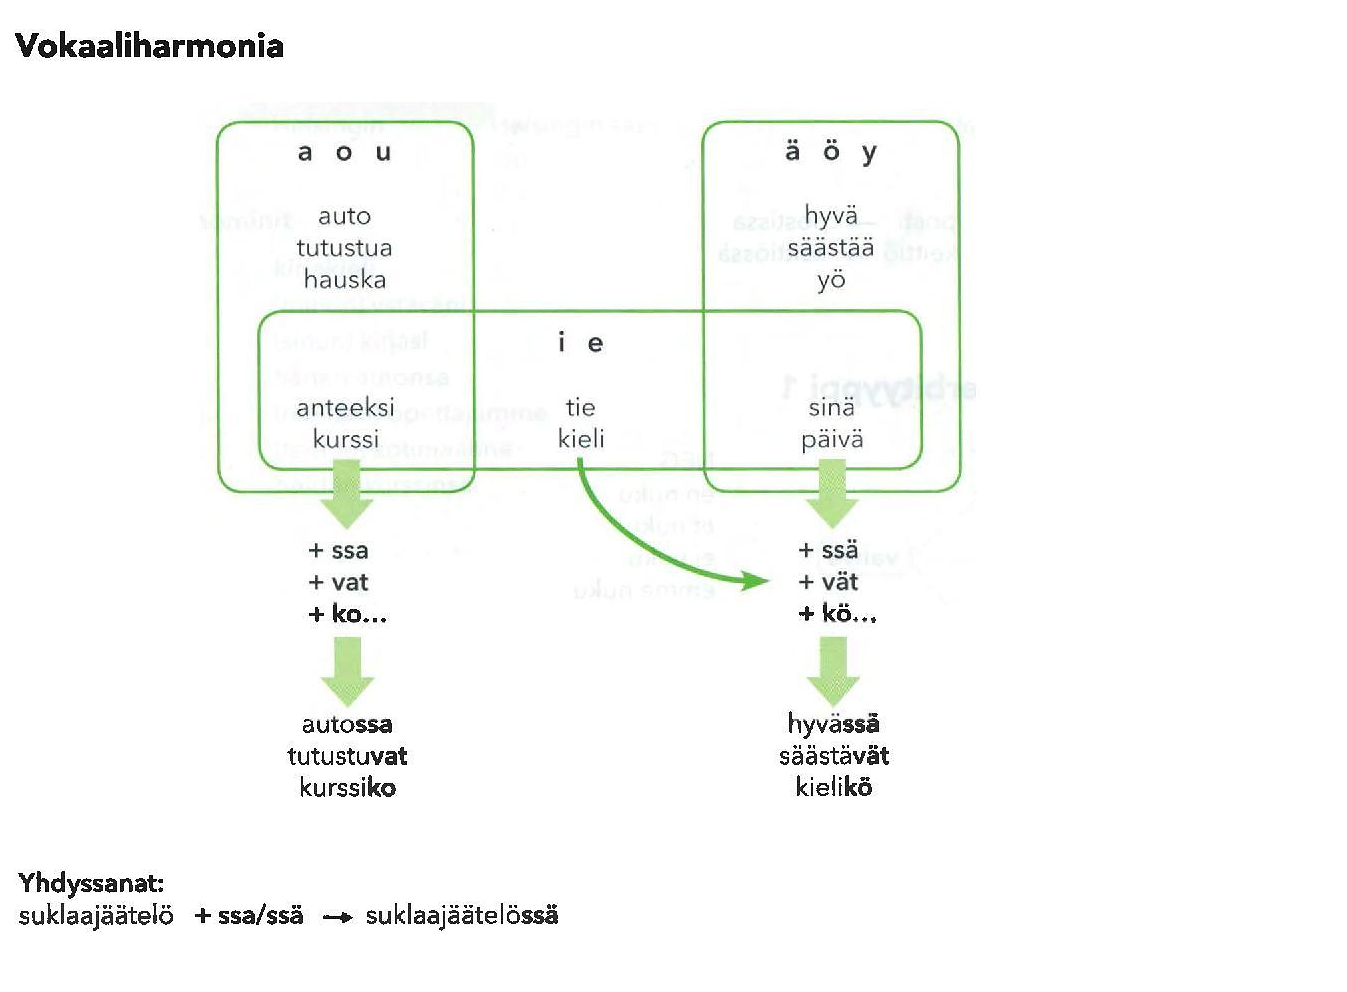 Vokaaliharmonia
a o u
auto
tutustua
hauska
anteeksi
kurssi
i e
tie
kieli
ä ö y
hyvä
säästää
yö
sinä
päivä
+ ssa
+ vat
+ ko...
+ ssä
+ vät
+ kö...
autossa
tutustuvat
kurssiko
hyvässä
säästävät
kielikö
Yhdyssanat:
suklaajäätelö + ssa/ssä → suklaajäätelössä